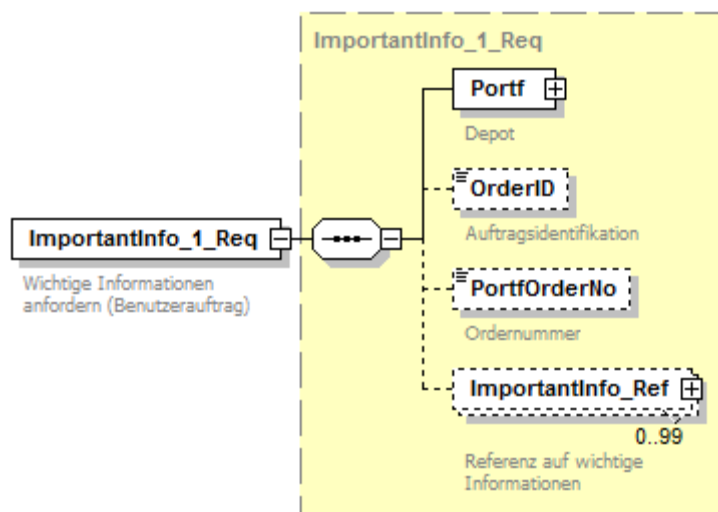 ImportantInfo_1_Req
Portf
Depot
OrderID
Auftragsidentifikation
ImportantInfo_1_Req
Wichtige Informationen
anfordern (Benutzerauftrag)
PortfOrderNo
Ordernummer
ImportantInfo_Ref
0..99
Referenz auf wichtige
Informationen